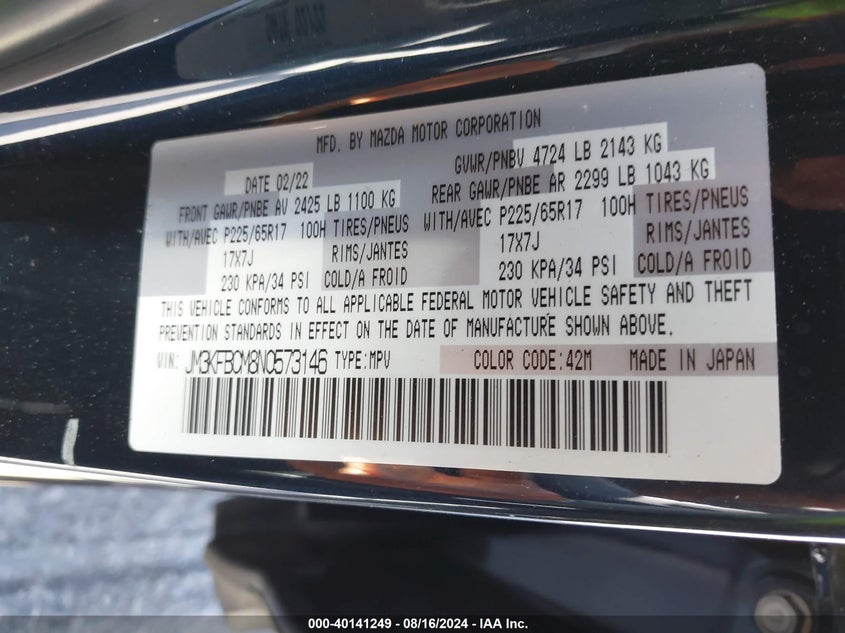 MFD. BY MAZDA MOTOR CORPORATION
DATE 02/22 GVWR/PNBV 4724 LB 2143 KG
FRONT GAWR/PNBE AV 2425 LB 1100 KG REAR GAWR/PNBE AR 2299 LB 1043 KG
WITH/AVEC P225/65R17 100H TIRES/PNEUS WITH/AVEC P225/65R17 100H TIRES/PNEUS
17X7J RIMS/JANTES 17X7J RIMS/JANTES
230 KPA/34 PSI COLD/A FROID 230 KPA/34 PSI COLD/A FROID
THIS VEHICLE CONFORMS TO ALL APPLICABLE FEDERAL MOTOR VEHICLE SAFETY AND THEFT
PREVENTION STANDARDS IN EFFECT ON THE DATE OF MANUFACTURE SHOWN ABOVE.
VIN: JM3KFBCM8N0573146 TYPE:MPV COLOR CODE:42M MADE IN JAPAN
000-40141249 - 08/16/2024 - IAA Inc.